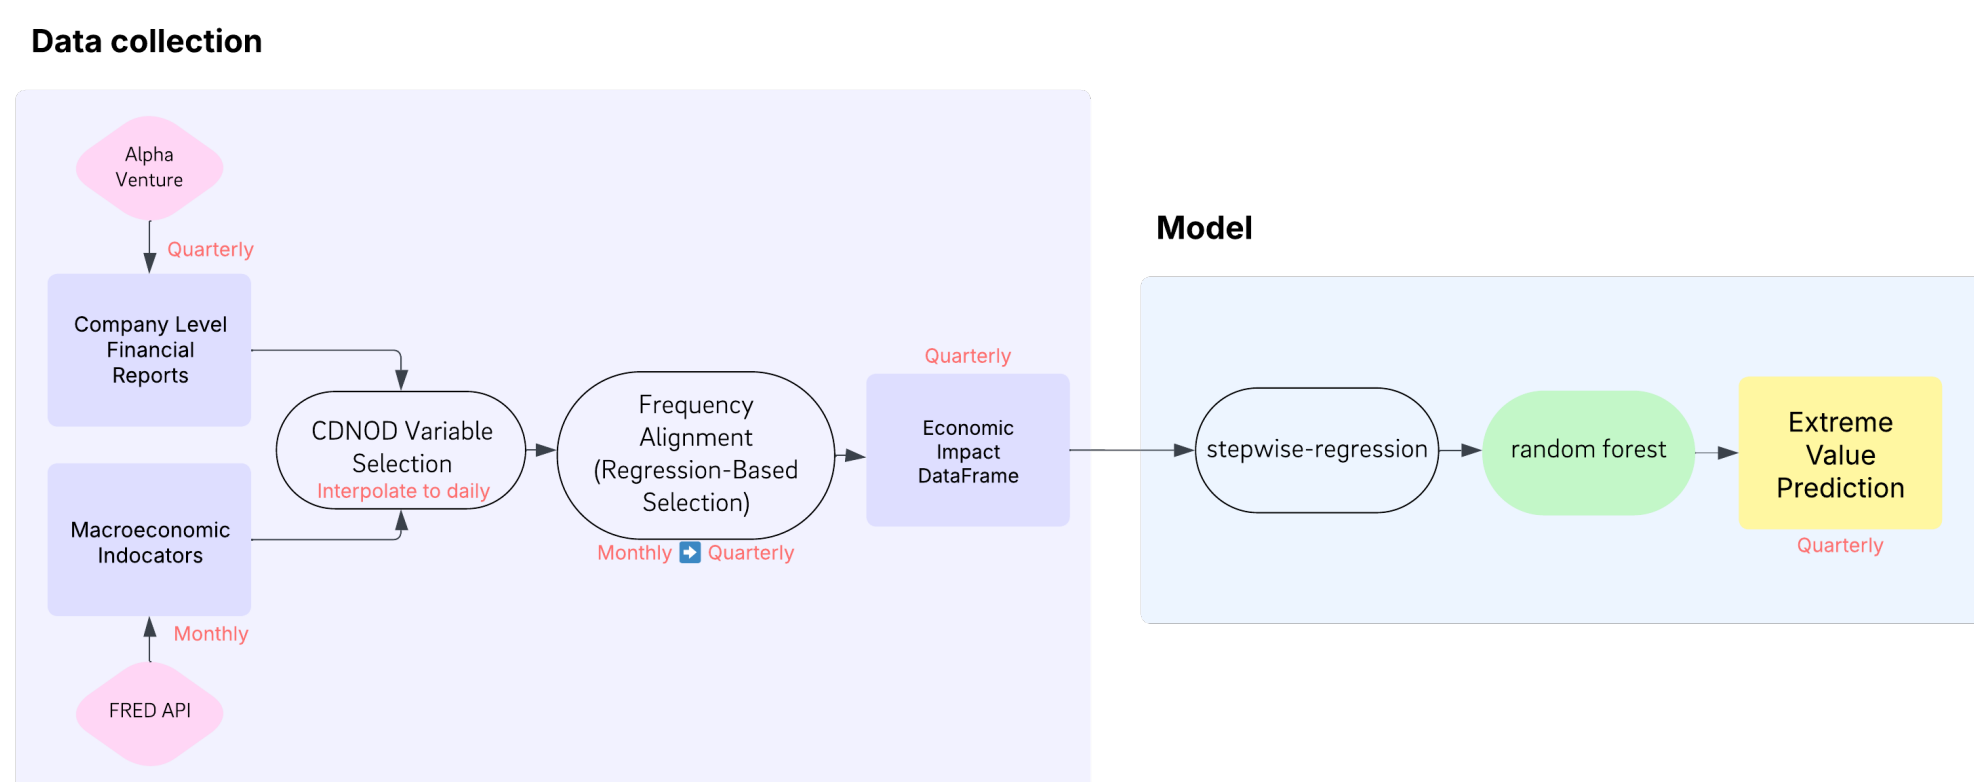 Data collection
Alpha
Venture
Quarterly
Company Level
Financial
Reports
Macroeconomic
Indocators
Monthly
FRED API
CDNOD Variable
Selection
Interpolate to daily
Frequency
Alignment
(Regression-Based
Selection)
Monthly ➡ Quarterly
Quarterly
Economic
Impact
DataFrame
Model
stepwise-regression
random forest
Extreme
Value
Prediction
Quarterly